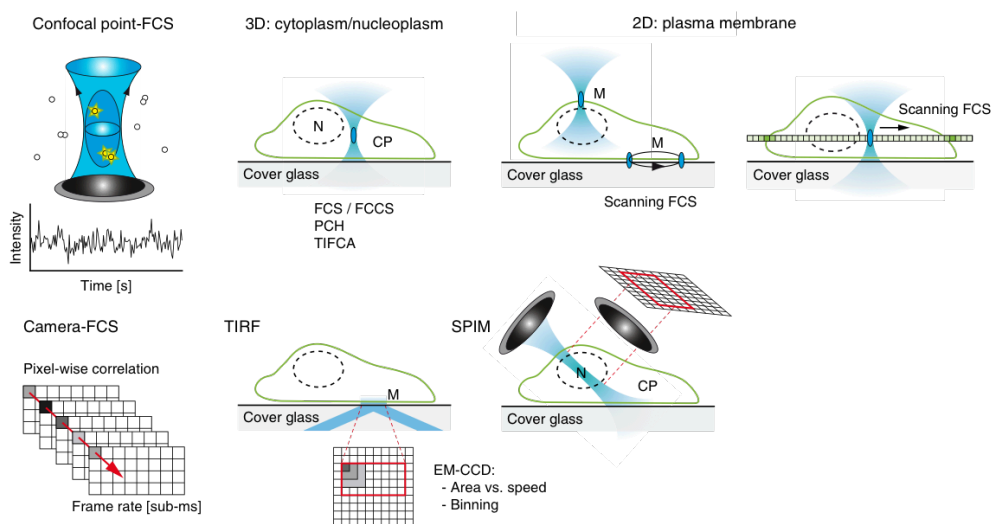 Confocal point-FCS
3D: cytoplasm/nucleoplasm
2D: plasma membrane
N
CP
Cover glass
FCS / FCCS
PCH
TIFCA
M
M
Cover glass
Scanning FCS
Scanning FCS
Cover glass
Intensity
Time [s]
Camera-FCS
Pixel-wise correlation
Frame rate [sub-ms]
TIRF
M
Cover glass
EM-CCD:
- Area vs. speed
- Binning
SPIM
N
CP
Cover glass